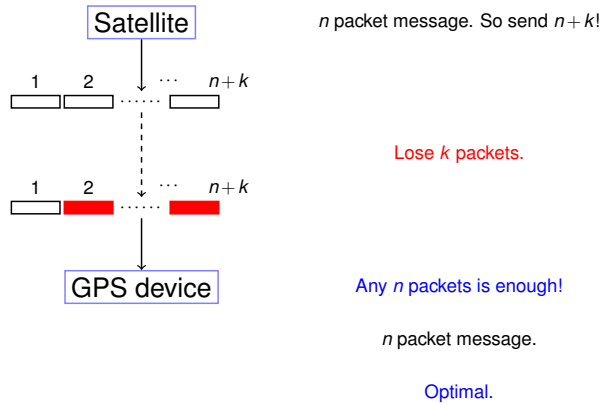 Satellite
n packet message. So send n + k!
1 2 ··· n + k
······
Lose k packets.
1 2 ··· n + k
······
GPS device
Any n packets is enough!
n packet message.
Optimal.